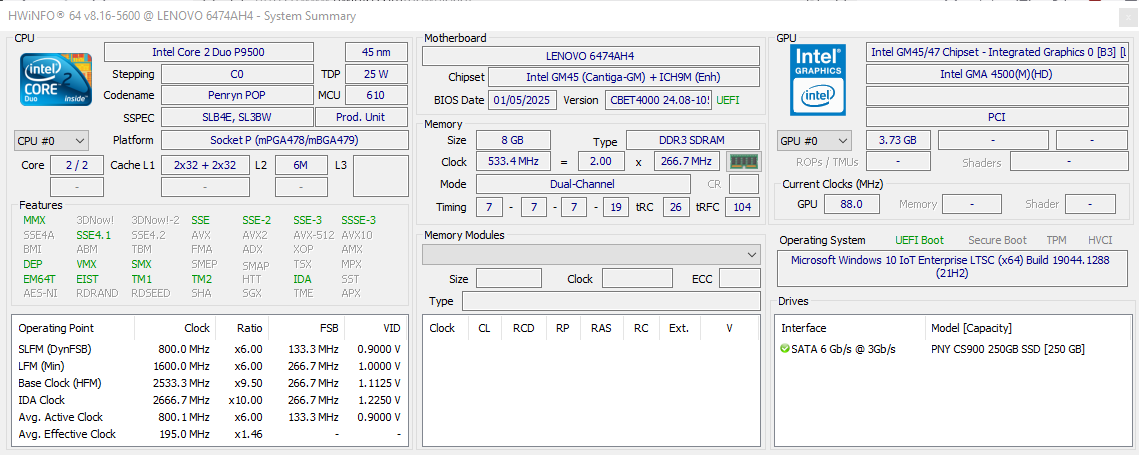 HWiNFO® 64 v8.16-5600 @ LENOVO 6474AH4 - System Summary
CPU
intel CORE 2 Duo inside™
Intel Core 2 Duo P9500 45 nm
Stepping C0 TDP 25 W
Codename Penryn POP MCU 610
SSPEC SLB4E, SL3BW Prod. Unit
CPU #0 Platform Socket P (mPGA478/mBGA479)
Core 2 / 2 Cache L1 2x32 + 2x32 L2 6M L3
- - -
Features
MMX 3DNow! 3DNow!-2 SSE SSE-2 SSE-3 SSSE-3
SSE4A SSE4.1 SSE4.2 AVX AVX2 AVX-512 AVX10
BMI ABM TBM FMA ADX XOP AMX
DEP VMX SMX SMEP SMAP TSX MPX
EM64T EIST TM1 TM2 HTT IDA SST
AES-NI RDRAND RDSEED SHA SGX TME APX
Operating Point Clock Ratio FSB VID
SLFM (DynFSB) 800.0 MHz x6.00 133.3 MHz 0.9000 V
LFM (Min) 1600.0 MHz x6.00 266.7 MHz 1.0000 V
Base Clock (HFM) 2533.3 MHz x9.50 266.7 MHz 1.1125 V
IDA Clock 2666.7 MHz x10.00 266.7 MHz 1.2250 V
Avg. Active Clock 800.1 MHz x6.00 133.3 MHz 0.9000 V
Avg. Effective Clock 195.0 MHz x1.46 - -
Motherboard
LENOVO 6474AH4
Chipset Intel GM45 (Cantiga-GM) + ICH9M (Enh)
BIOS Date 01/05/2025 Version CBET4000 24.08-10 UEFI
Memory
Size 8 GB Type DDR3 SDRAM
Clock 533.4 MHz = 2.00 x 266.7 MHz
Mode Dual-Channel CR
Timing 7 - 7 - 7 - 19 tRC 26 tRFC 104
Memory Modules
Size Clock ECC
Type
Clock CL RCD RP RAS RC Ext. V
GPU
intel GRAPHICS intel
Intel GM45/47 Chipset - Integrated Graphics 0 [B3] [
Intel GMA 4500(M)(HD)
PCI
GPU #0 3.73 GB - -
ROPs / TMUs - Shaders -
Current Clocks (MHz)
GPU 88.0 Memory - Shader -
Operating System UEFI Boot Secure Boot TPM HVCI
Microsoft Windows 10 IoT Enterprise LTSC (x64) Build 19044.1288
(21H2)
Drives
Interface Model [Capacity]
SATA 6 Gb/s @ 3Gb/s PNY CS900 250GB SSD [250 GB]